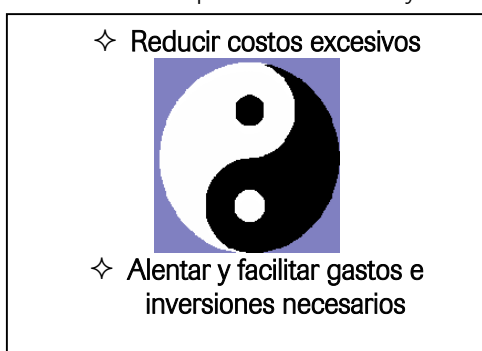 ✧ Reducir costos excesivos
✧ Alentar y facilitar gastos e
inversiones necesarios